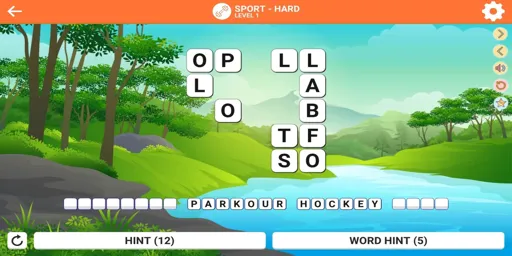 SPORT - HARD
LEVEL 1
O P L L
L A
O B
T F
S O
PARKOUR HOCKEY
HINT (12) WORD HINT (5)